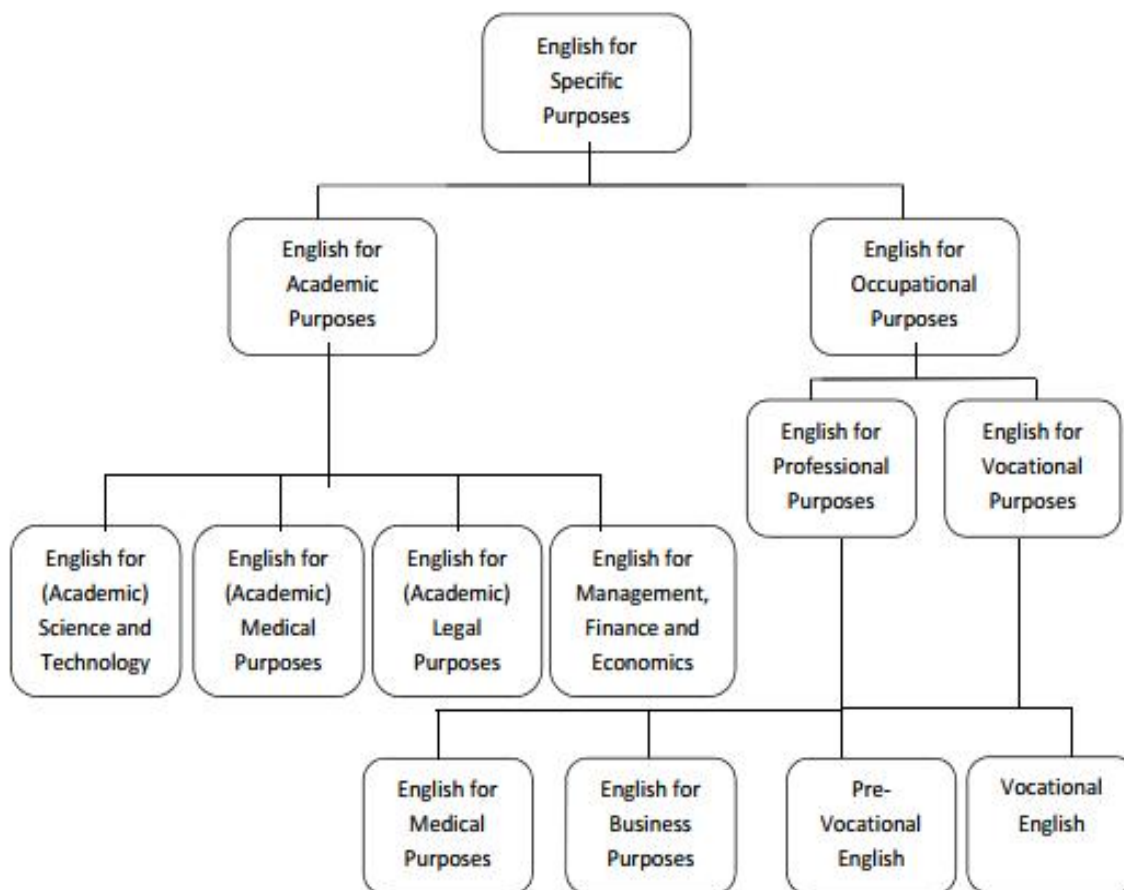 English for
Specific
Purposes
English for
Academic
Purposes
English for
Occupational
Purposes
English for
Professional
Purposes
English for
Vocational
Purposes
English for
(Academic)
Science and
Technology
English for
(Academic)
Medical
Purposes
English for
(Academic)
Legal
Purposes
English for
Management,
Finance and
Economics
English for
Medical
Purposes
English for
Business
Purposes
Pre-
Vocational
English
Vocational
English